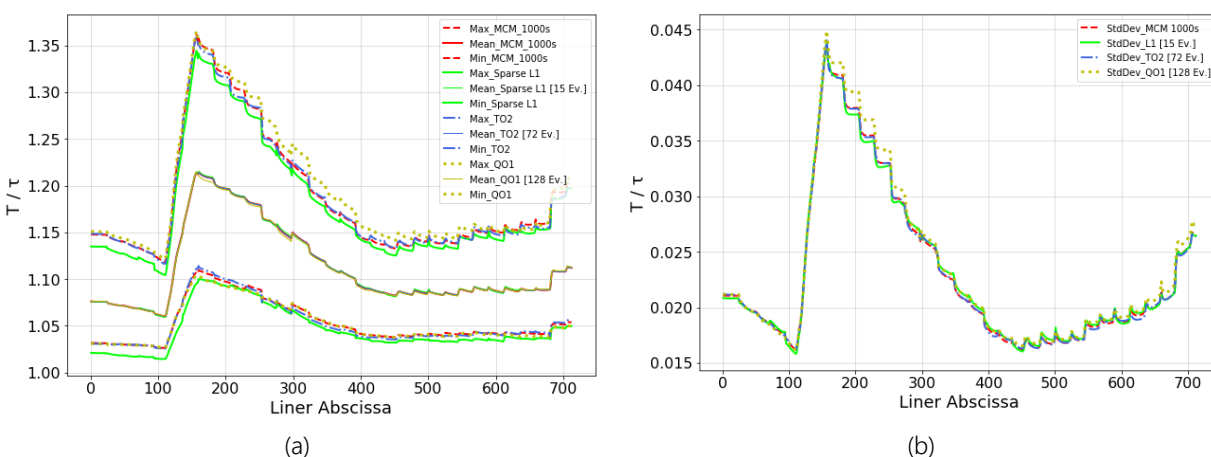 Max_MCM_1000s
Mean_MCM_1000s
Min_MCM_1000s
Max_Sparse L1
Mean_Sparse L1 [15 Ev.]
Min_Sparse L1
Max_TO2
Mean_TO2 [72 Ev.]
Min_TO2
Max_QO1
Mean_QO1 [128 Ev.]
Min_QO1
1.35
1.30
1.25
1.20
1.15
1.10
1.05
1.00
T / τ
0 100 200 300 400 500 600 700
Liner Abscissa
(a)
StdDev_MCM 1000s
StdDev_L1 [15 Ev.]
StdDev_TO2 [72 Ev.]
StdDev_QO1 [128 Ev.]
0.045
0.040
0.035
0.030
0.025
0.020
0.015
T / τ
0 100 200 300 400 500 600 700
Liner Abscissa
(b)